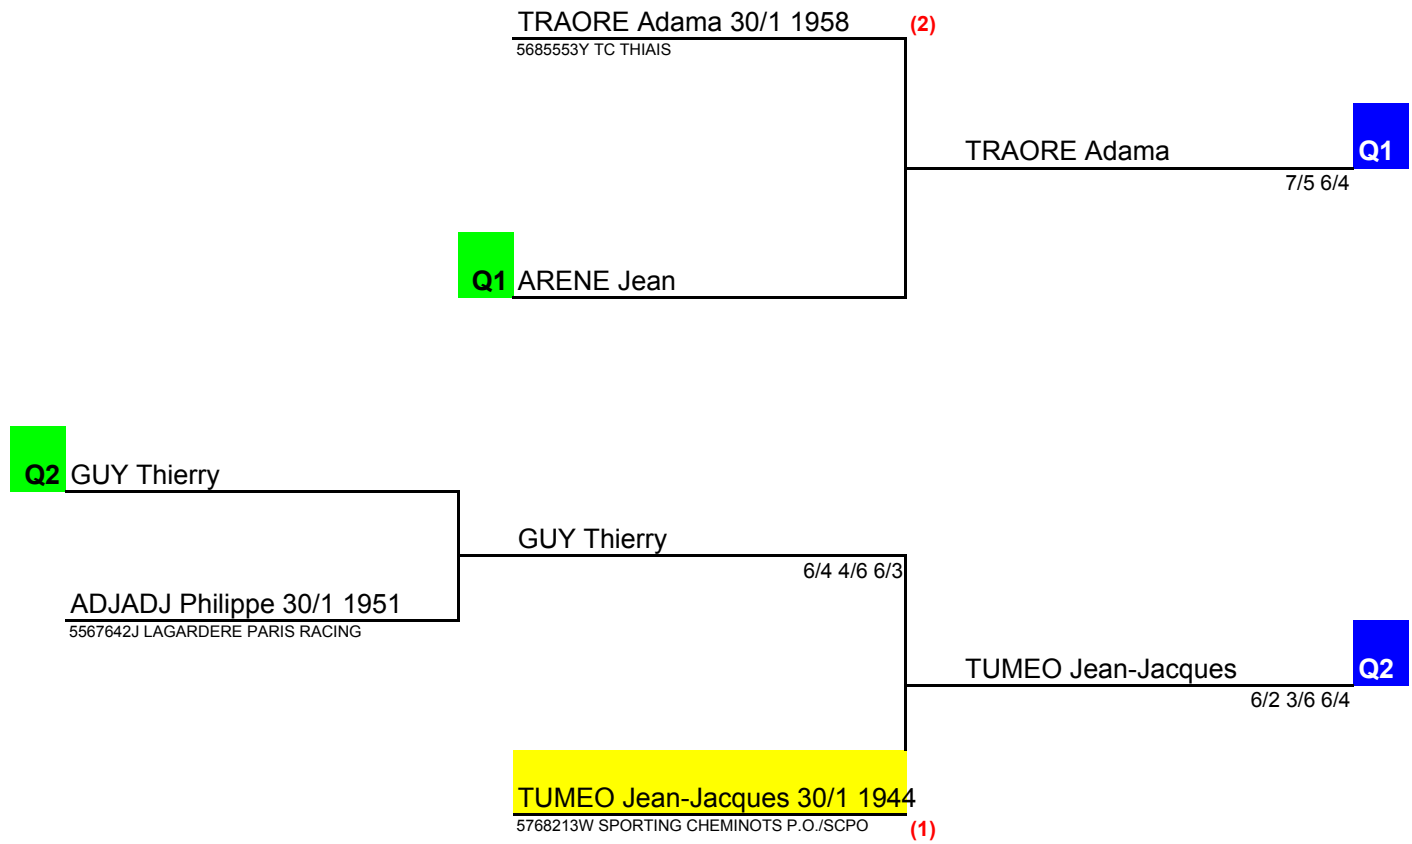 TRAORE Adama 30/1 1958 (2)
5685553Y TC THIAIS
TRAORE Adama Q1
7/5 6/4
Q1 ARENE Jean
Q2 GUY Thierry
GUY Thierry
6/4 4/6 6/3
ADJADJ Philippe 30/1 1951
5567642J LAGARDERE PARIS RACING
TUMEO Jean-Jacques Q2
6/2 3/6 6/4
TUMEO Jean-Jacques 30/1 1944
5768213W SPORTING CHEMINOTS P.O./SCPO (1)